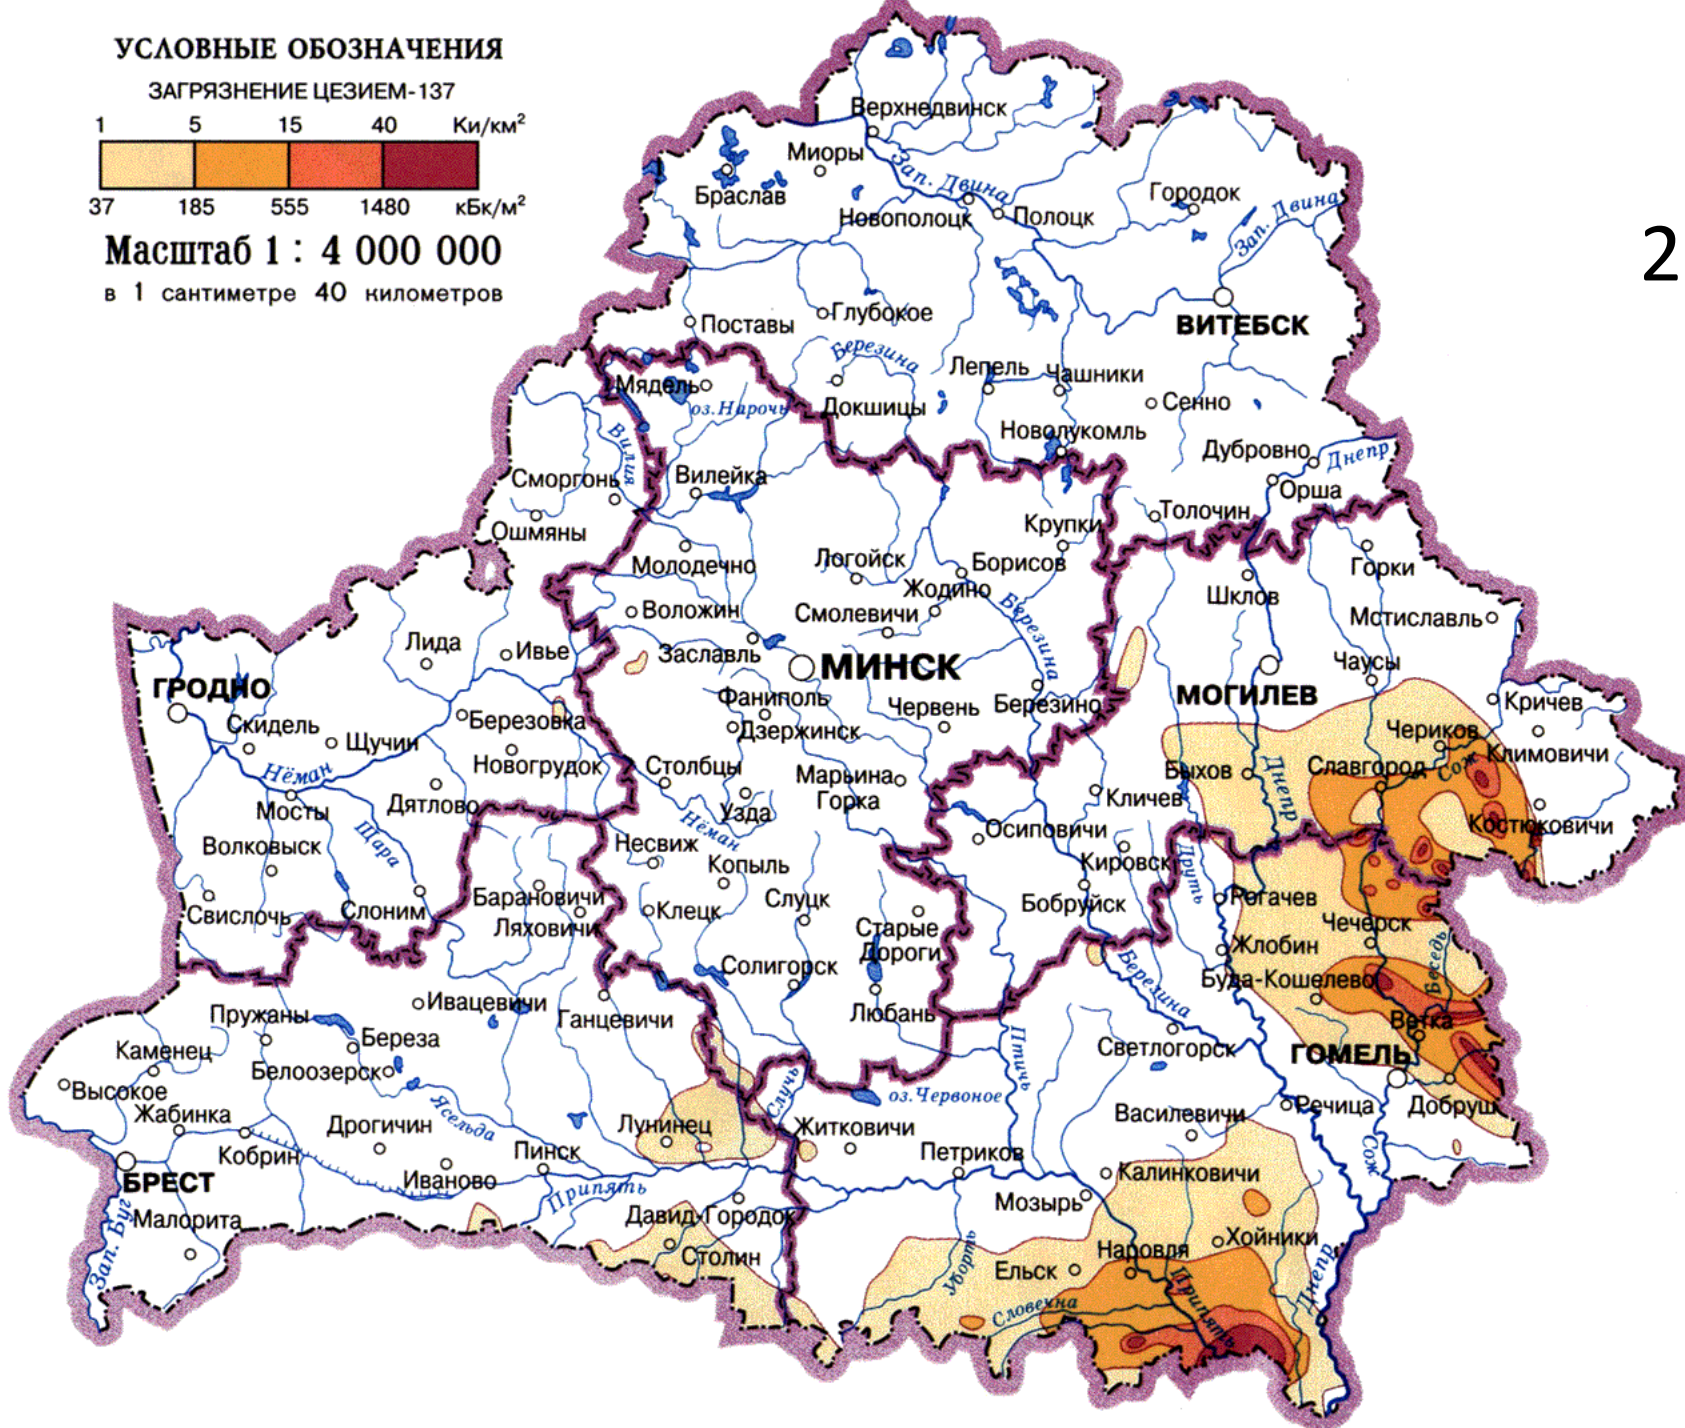 УСЛОВНЫЕ ОБОЗНАЧЕНИЯ
ЗАГРЯЗНЕНИЕ ЦЕЗИЕМ-137
1 5 15 40 Ки/км²
37 185 555 1480 кБк/м²
Масштаб 1 : 4 000 000
в 1 сантиметре 40 километров
2
Верхнедвинск
Миоры
Зап. Двина
Браслав
Новополоцк
Полоцк
Городок
Зап. Двина
ВИТЕБСК
Поставы
Глубокое
Березина
Лепель
Чашники
Мядель
оз.Нарочь
Докшицы
Сенно
Новолукомль
Вилия
Дубровно
Днепр
Сморгонь
Вилейка
Орша
Толочин
Ошмяны
Крупки
Молодечно
Логойск
Борисов
Горки
Жодино
Шклов
Березина
Воложин
Смолевичи
Мстиславль
Лида
Ивье
Заславль
МИНСК
Чаусы
ГРОДНО
Фаниполь
Червень
Березино
МОГИЛЕВ
Кричев
Скидель
Березовка
Дзержинск
Чериков
Щучин
Климовичи
Новогрудок
Столбцы
Марьина
Горка
Быхов
Днепр
Славгород
Сож
Нёман
Мосты
Дятлово
Узда
Кличев
Нёман
Щара
Осиповичи
Костюковичи
Волковыск
Несвиж
Копыль
Кировск
Друть
Барановичи
Слуцк
Бобруйск
Рогачев
Свислочь
Слоним
Ляховичи
Клецк
Старые
Дороги
Чечерск
Жлобин
Беседь
Солигорск
Березина
Буда-Кошелево
Ивацевичи
Пружаны
Ганцевичи
Любань
Ветка
Береза
Птичь
Каменец
Светлогорск
ГОМЕЛЬ
Белоозерск
Высокое
Случь
оз.Червоное
Жабинка
Ясельда
Василевичи
Речица
Добруш
Дрогичин
Лунинец
Житковичи
Кобрин
Пинск
Петриков
Сож
БРЕСТ
Иваново
Калинковичи
Припять
Мозырь
Малорита
Давид-Городок
Зап. Буг
Столин
Уборть
Наровля
Хойники
Ельск
Припять
Днепр
Словечна